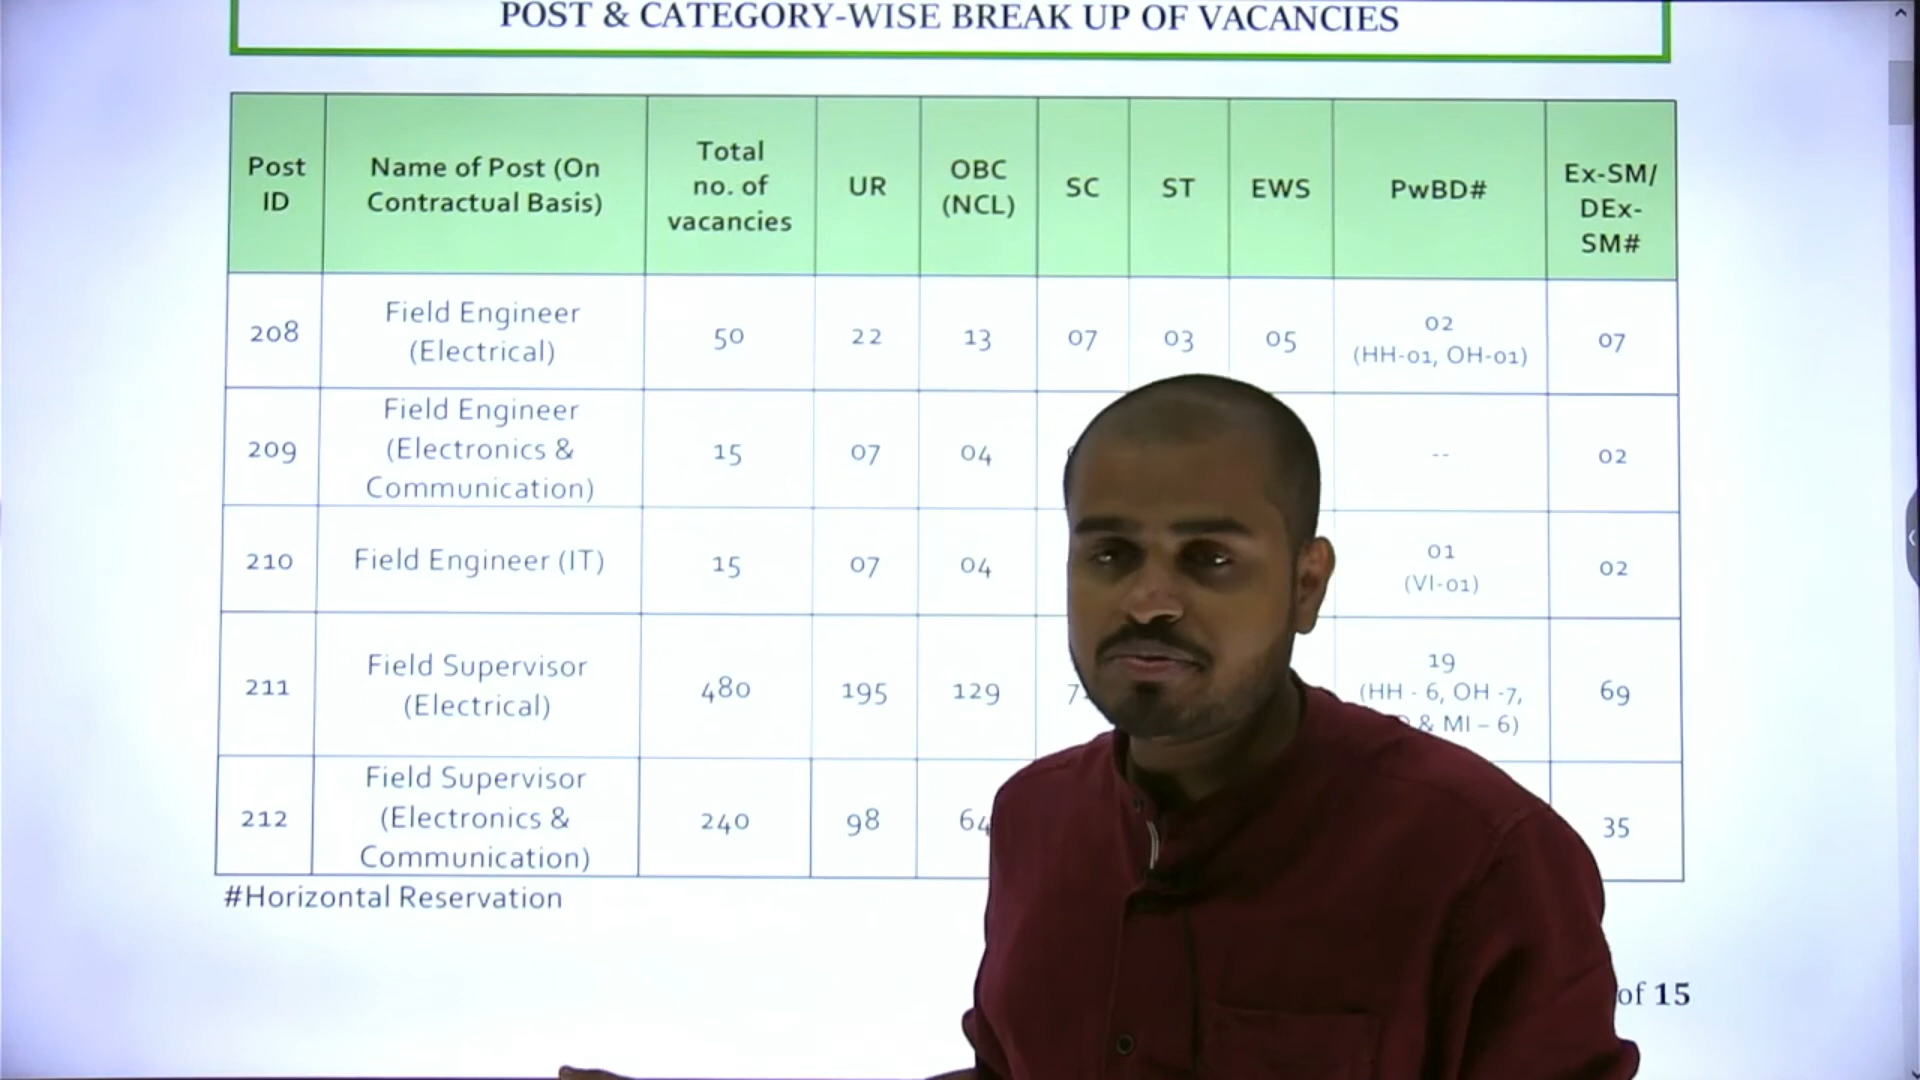 POST & CATEGORY-WISE BREAK UP OF VACANCIES
Post ID | Name of Post (On Contractual Basis) | Total no. of vacancies | UR | OBC (NCL) | SC | ST | EWS | PwBD# | Ex-SM/ DEx-SM#
208 | Field Engineer (Electrical) | 50 | 22 | 13 | 07 | 03 | 05 | 02 (HH-01, OH-01) | 07
209 | Field Engineer (Electronics & Communication) | 15 | 07 | 04 | -- | 02
210 | Field Engineer (IT) | 15 | 07 | 04 | 01 (VI-01) | 02
211 | Field Supervisor (Electrical) | 480 | 195 | 129 | 19 (HH - 6, OH -7, & MI – 6) | 69
212 | Field Supervisor (Electronics & Communication) | 240 | 98 | 64 | 35
#Horizontal Reservation
of 15